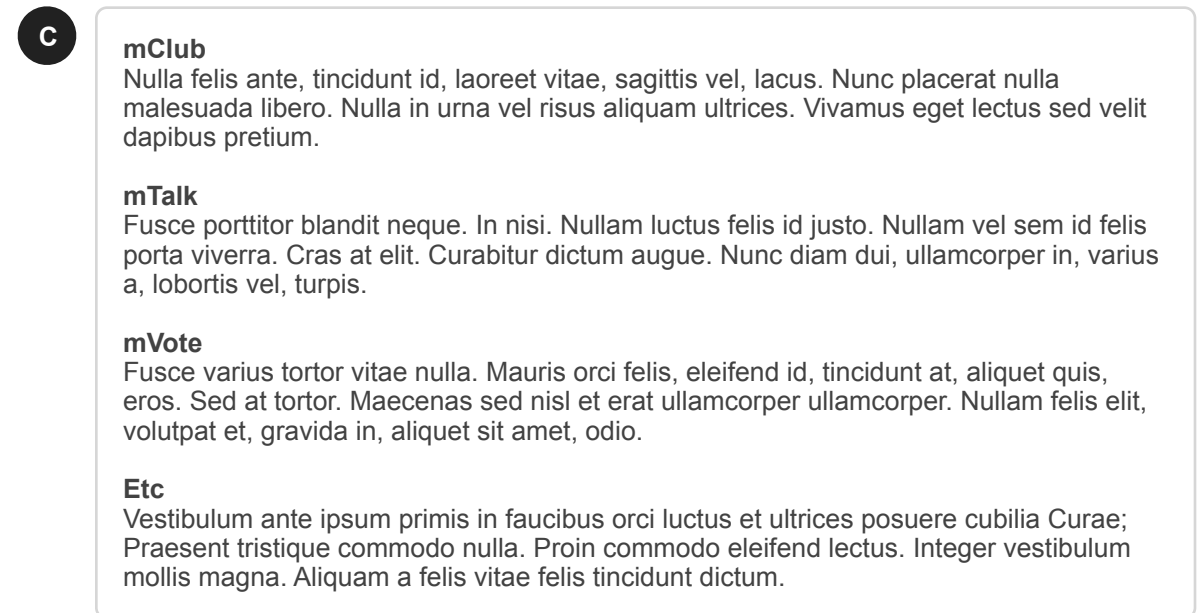 C
mClub
Nulla felis ante, tincidunt id, laoreet vitae, sagittis vel, lacus. Nunc placerat nulla
malesuada libero. Nulla in urna vel risus aliquam ultrices. Vivamus eget lectus sed velit
dapibus pretium.
mTalk
Fusce porttitor blandit neque. In nisi. Nullam luctus felis id justo. Nullam vel sem id felis
porta viverra. Cras at elit. Curabitur dictum augue. Nunc diam dui, ullamcorper in, varius
a, lobortis vel, turpis.
mVote
Fusce varius tortor vitae nulla. Mauris orci felis, eleifend id, tincidunt at, aliquet quis,
eros. Sed at tortor. Maecenas sed nisl et erat ullamcorper ullamcorper. Nullam felis elit,
volutpat et, gravida in, aliquet sit amet, odio.
Etc
Vestibulum ante ipsum primis in faucibus orci luctus et ultrices posuere cubilia Curae;
Praesent tristique commodo nulla. Proin commodo eleifend lectus. Integer vestibulum
mollis magna. Aliquam a felis vitae felis tincidunt dictum.